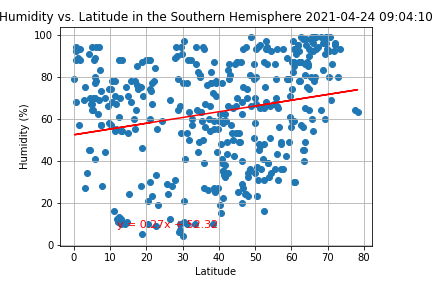 Humidity vs. Latitude in the Southern Hemisphere 2021-04-24 09:04:10
100
80
60
40
20
0
Humidity (%)
y = 0.27x + 52.32
0 10 20 30 40 50 60 70 80
Latitude